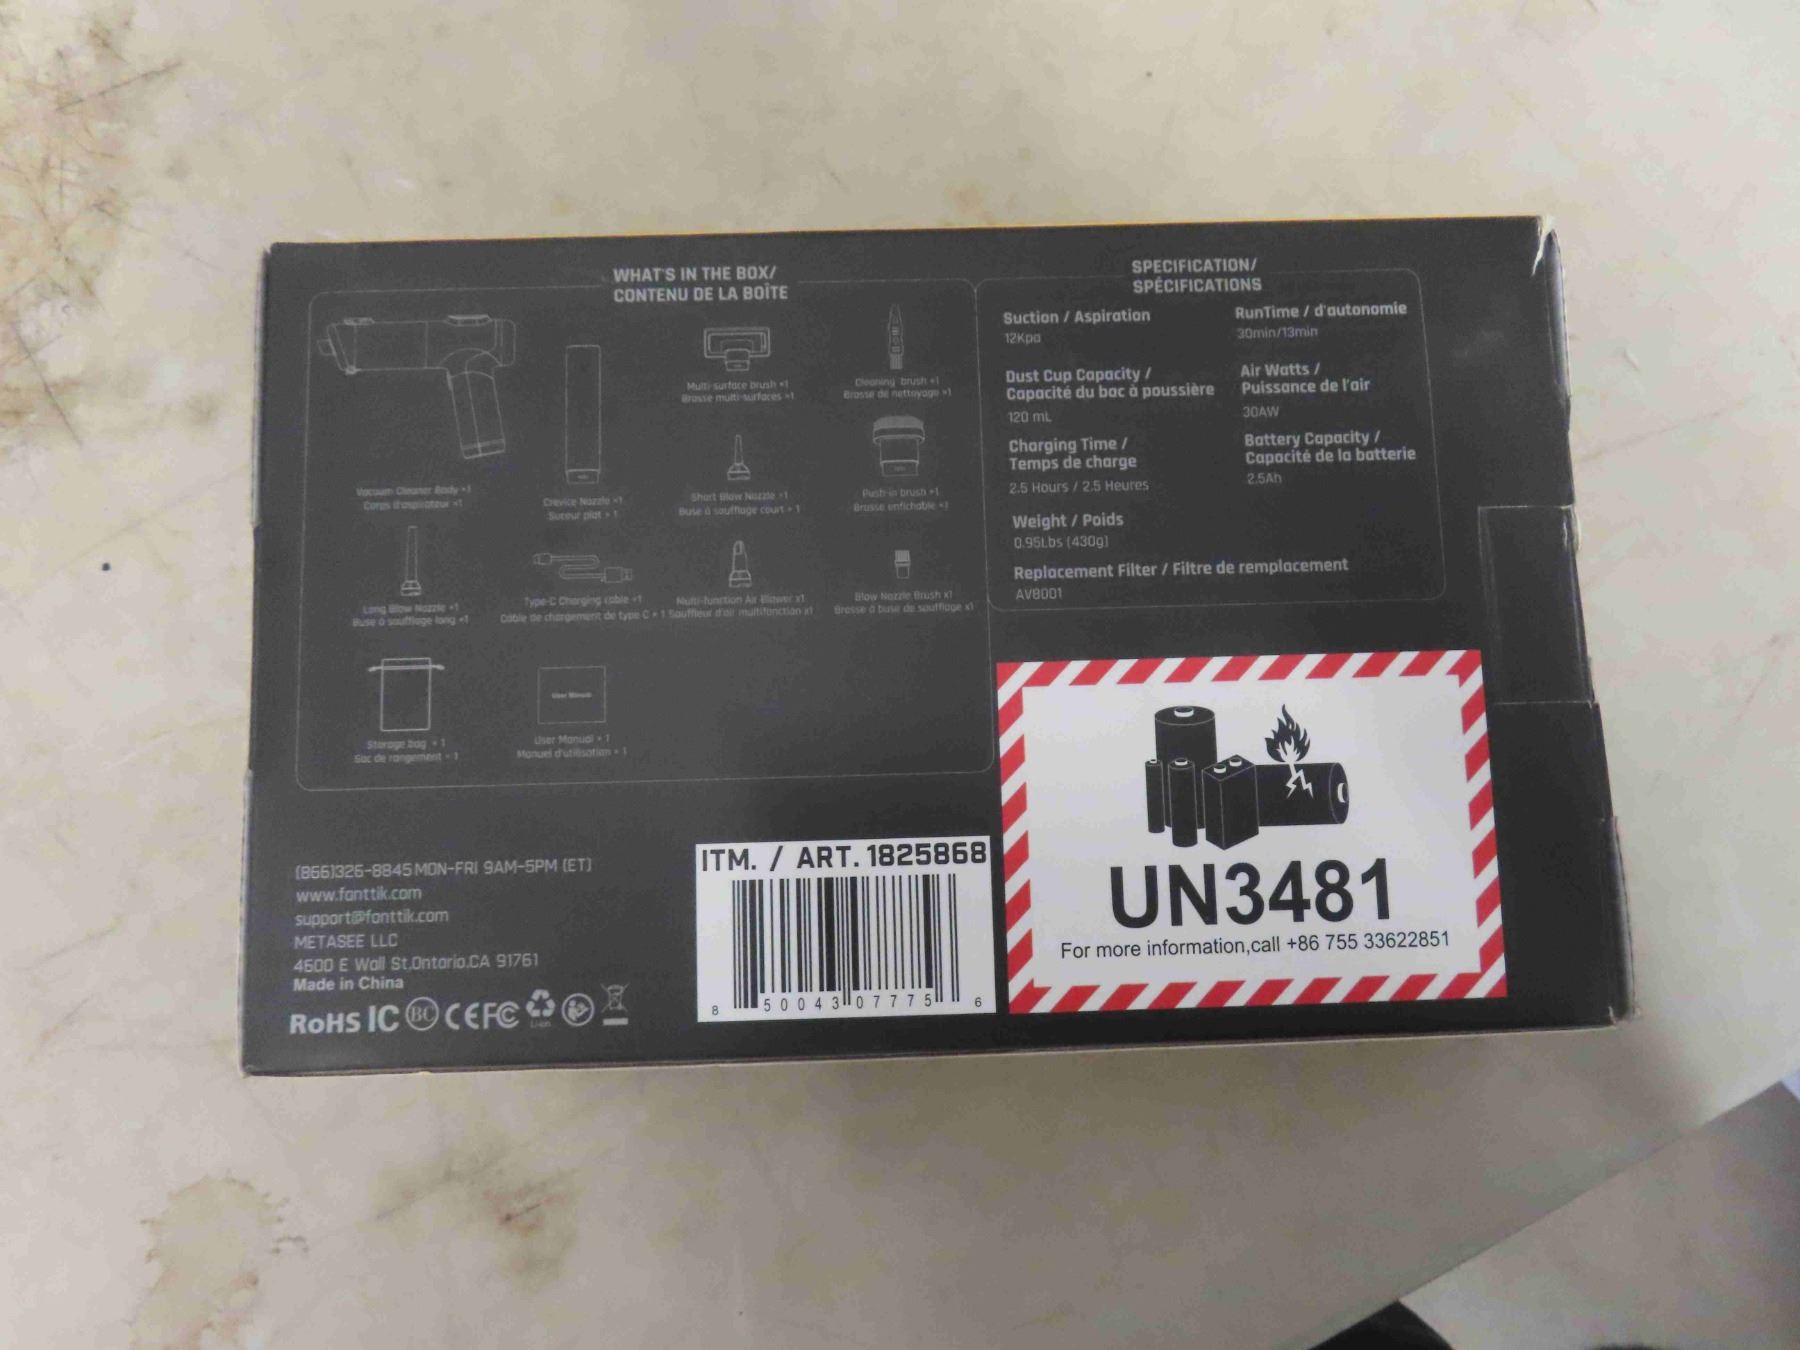 WHAT'S IN THE BOX/
CONTENU DE LA BOÎTE
Vacuum Cleaner Body ×1
Corps d'aspirateur ×1
Crevice Nozzle ×1
Suceur plat × 1
Multi-surface brush ×1
Brosse multi-surfaces ×1
Cleaning brush ×1
Brosse de nettoyage ×1
Short Blow Nozzle ×1
Buse à soufflage court × 1
Push-in brush ×1
Brosse enfichable ×1
Long Blow Nozzle ×1
Buse à soufflage long ×1
Type-C Charging cable ×1
Câble de chargement de type C × 1
Multi-function Air Blower x1
Souffleur d'air multifonction x1
Blow Nozzle Brush x1
Brosse à buse de soufflage x1
Storage bag × 1
Sac de rangement × 1
User Manual
User Manual × 1
Manuel d'utilisation × 1
SPECIFICATION/
SPÉCIFICATIONS
Suction / Aspiration
12Kpa
RunTime / d'autonomie
30min/13min
Dust Cup Capacity /
Capacité du bac à poussière
120 mL
Air Watts /
Puissance de l'air
30AW
Charging Time /
Temps de charge
2.5 Hours / 2.5 Heures
Battery Capacity /
Capacité de la batterie
2.5Ah
Weight / Poids
0.95Lbs (430g)
Replacement Filter / Filtre de remplacement
AV8001
(866)326-8845 MON-FRI 9AM-5PM (ET)
www.fanttik.com
support@fanttik.com
METASEE LLC
4600 E Wall St,Ontario,CA 91761
Made in China
RoHS IC BC CE FC
Li-ion
ITM. / ART. 1825868
8 50043 07775 6
UN3481
For more information,call +86 755 33622851